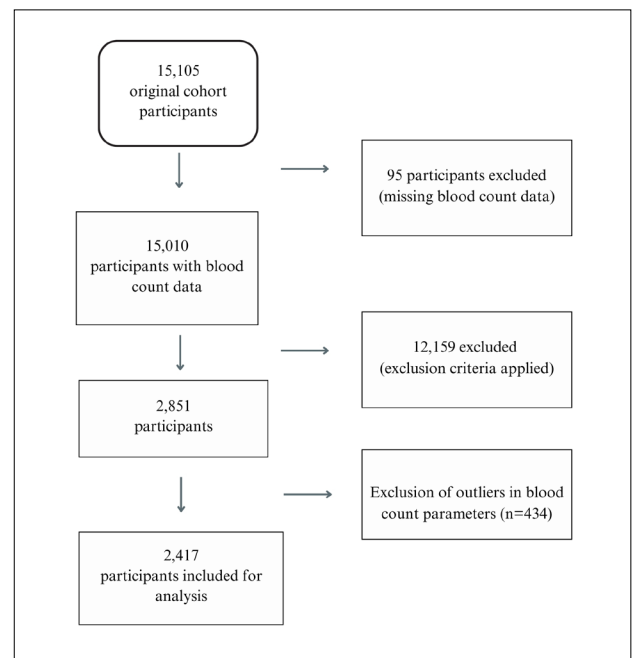 15,105
original cohort
participants
95 participants excluded
(missing blood count data)
15,010
participants with blood
count data
12,159 excluded
(exclusion criteria applied)
2,851
participants
Exclusion of outliers in blood
count parameters (n=434)
2,417
participants included for
analysis